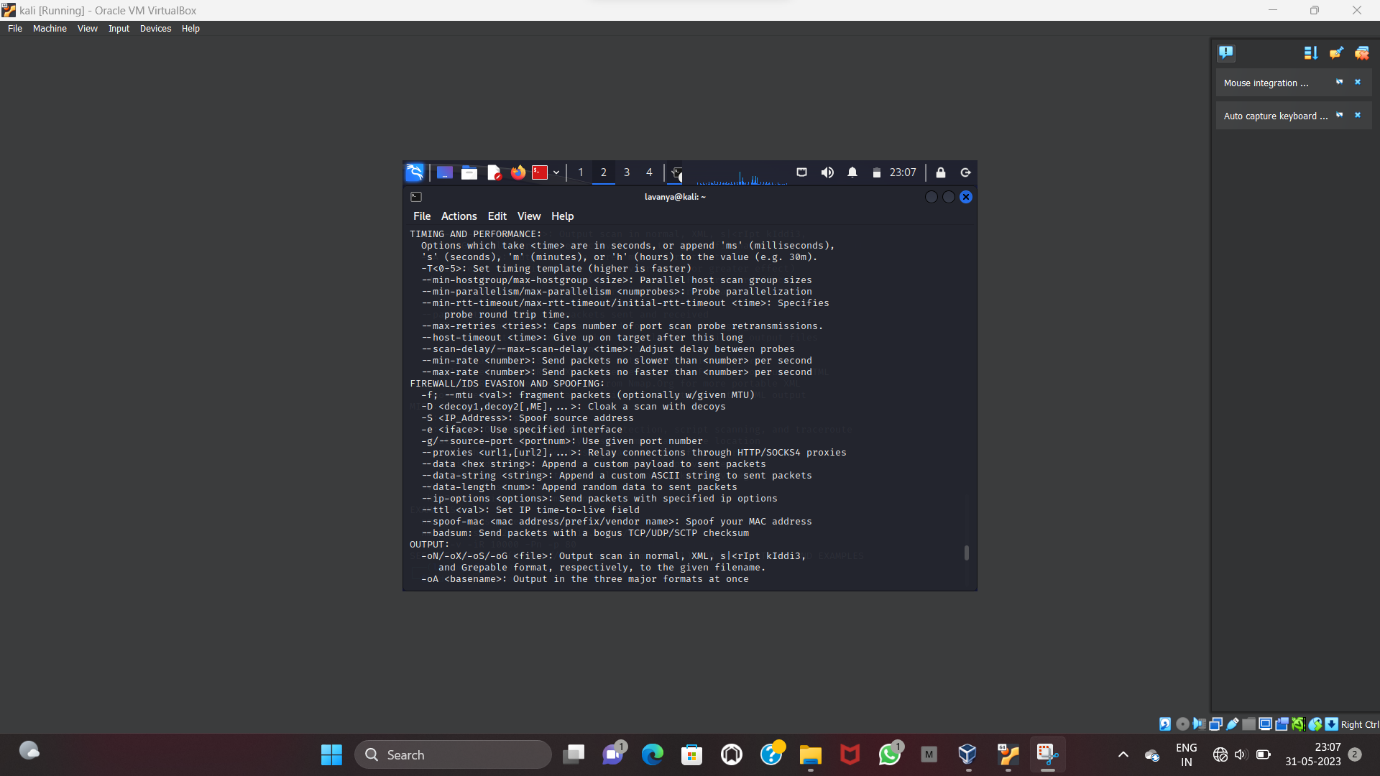 kali [Running] - Oracle VM VirtualBox
File Machine View Input Devices Help
Mouse integration ...
Auto capture keyboard ...
1 2 3 4 23:07
lavanya@kali: ~
File Actions Edit View Help
TIMING AND PERFORMANCE:
Options which take <time> are in seconds, or append 'ms' (milliseconds),
's' (seconds), 'm' (minutes), or 'h' (hours) to the value (e.g. 30m).
-T<0-5>: Set timing template (higher is faster)
--min-hostgroup/max-hostgroup <size>: Parallel host scan group sizes
--min-parallelism/max-parallelism <numprobes>: Probe parallelization
--min-rtt-timeout/max-rtt-timeout/initial-rtt-timeout <time>: Specifies
probe round trip time.
--max-retries <tries>: Caps number of port scan probe retransmissions.
--host-timeout <time>: Give up on target after this long
--scan-delay/--max-scan-delay <time>: Adjust delay between probes
--min-rate <number>: Send packets no slower than <number> per second
--max-rate <number>: Send packets no faster than <number> per second
FIREWALL/IDS EVASION AND SPOOFING:
-f; --mtu <val>: fragment packets (optionally w/given MTU)
-D <decoy1,decoy2[,ME],...>: Cloak a scan with decoys
-S <IP_Address>: Spoof source address
-e <iface>: Use specified interface
-g/--source-port <portnum>: Use given port number
--proxies <url1,[url2],...>: Relay connections through HTTP/SOCKS4 proxies
--data <hex string>: Append a custom payload to sent packets
--data-string <string>: Append a custom ASCII string to sent packets
--data-length <num>: Append random data to sent packets
--ip-options <options>: Send packets with specified ip options
--ttl <val>: Set IP time-to-live field
--spoof-mac <mac address/prefix/vendor name>: Spoof your MAC address
--badsum: Send packets with a bogus TCP/UDP/SCTP checksum
OUTPUT:
-oN/-oX/-oS/-oG <file>: Output scan in normal, XML, s|<rIpt kIddi3,
and Grepable format, respectively, to the given filename.
-oA <basename>: Output in the three major formats at once
Right Ctrl
Search
1
1
M
ENG
IN
23:07
31-05-2023
2